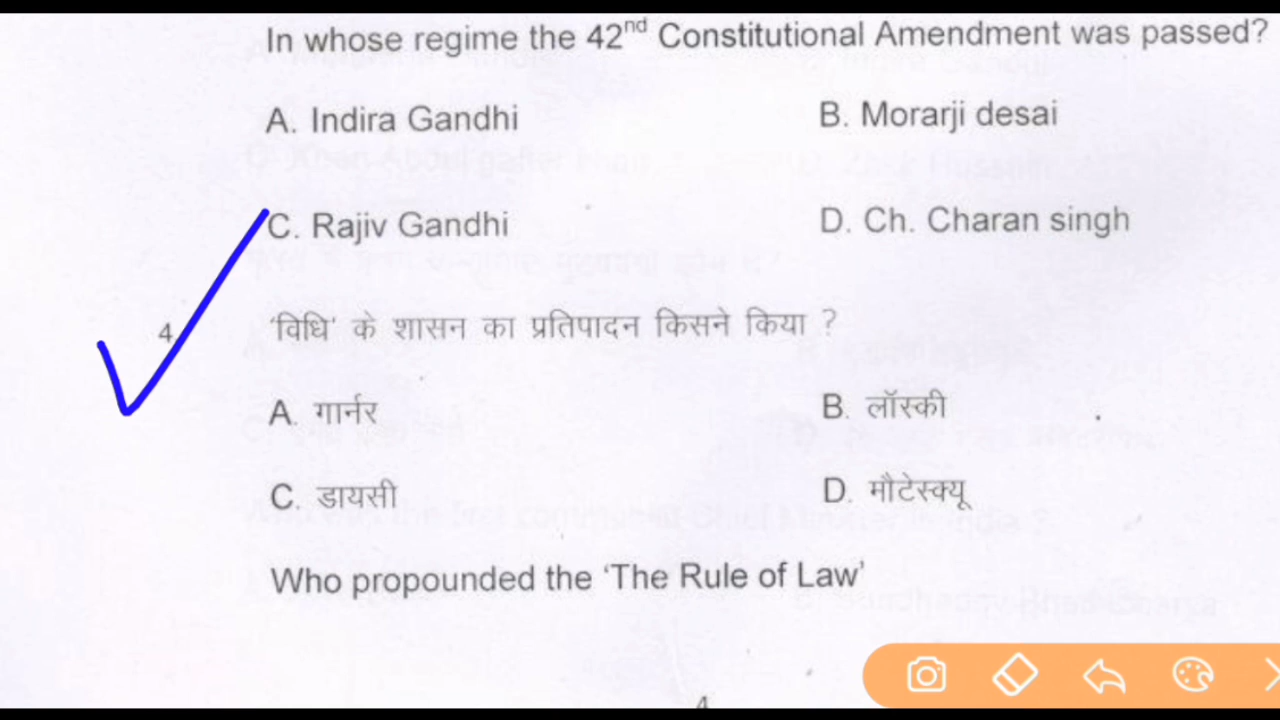 In whose regime the 42nd Constitutional Amendment was passed?
A. Indira Gandhi B. Morarji desai
C. Rajiv Gandhi D. Ch. Charan singh
4. 'विधि' के शासन का प्रतिपादन किसने किया ?
A. गार्नर B. लॉस्की
C. डायसी D. मौटेस्क्यू
Who propounded the 'The Rule of Law'
4